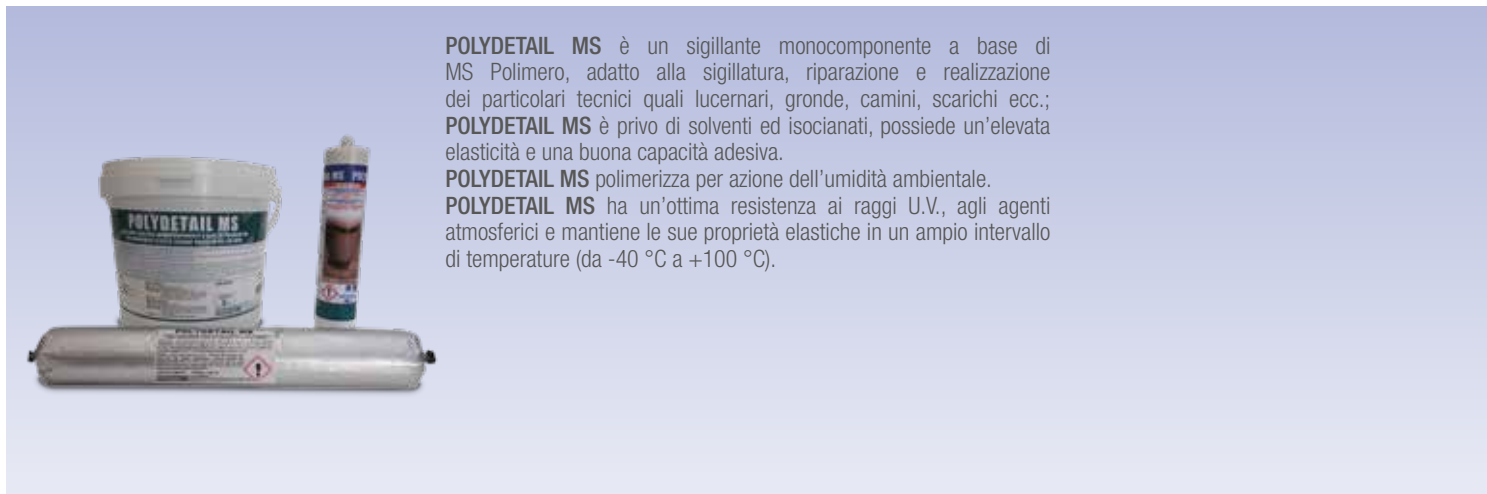 POLYDETAIL MS è un sigillante monocomponente a base di
MS Polimero, adatto alla sigillatura, riparazione e realizzazione
dei particolari tecnici quali lucernari, gronde, camini, scarichi ecc.;
POLYDETAIL MS è privo di solventi ed isocianati, possiede un'elevata
elasticità e una buona capacità adesiva.
POLYDETAIL MS polimerizza per azione dell'umidità ambientale.
POLYDETAIL MS ha un'ottima resistenza ai raggi U.V., agli agenti
atmosferici e mantiene le sue proprietà elastiche in un ampio intervallo
di temperature (da -40 °C a +100 °C).
POLYDETAIL MS
POLYDETAIL MS